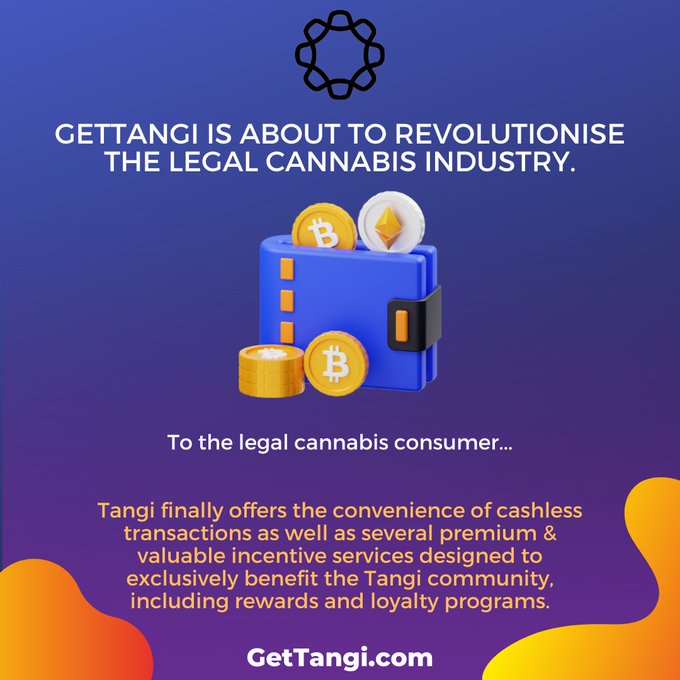 GETTANGI IS ABOUT TO REVOLUTIONISE
THE LEGAL CANNABIS INDUSTRY.
To the legal cannabis consumer...
Tangi finally offers the convenience of cashless
transactions as well as several premium &
valuable incentive services designed to
exclusively benefit the Tangi community,
including rewards and loyalty programs.
GetTangi.com